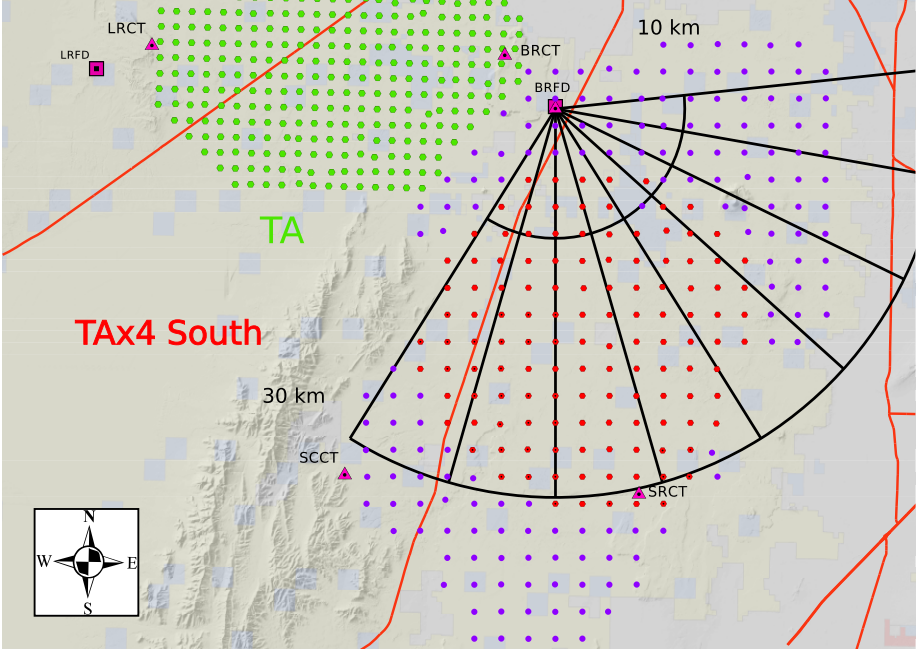 10 km
LRCT
BRCT
LRFD
BRFD
TA
TAx4 South
30 km
SCCT
SRCT
N
W E
S